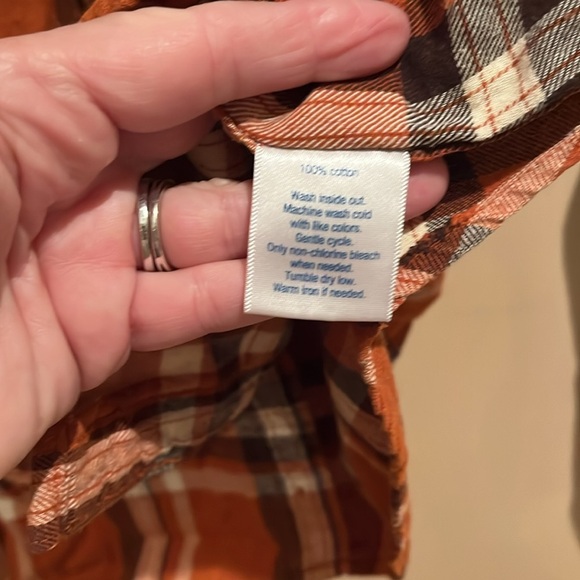 100% cotton
Wash inside out.
Machine wash cold
with like colors.
Gentle cycle.
Only non-chlorine bleach
when needed.
Tumble dry low.
Warm iron if needed.